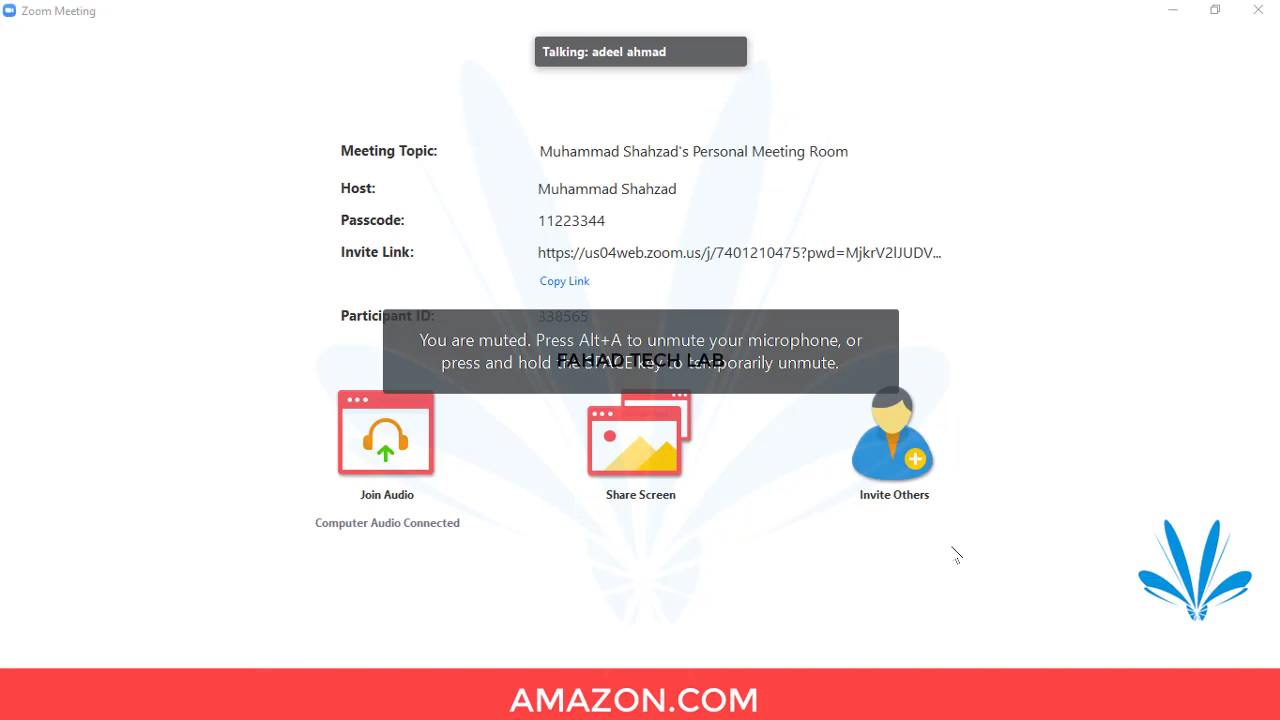 Zoom Meeting
Talking: adeel ahmad
Meeting Topic: Muhammad Shahzad's Personal Meeting Room
Host: Muhammad Shahzad
Passcode: 11223344
Invite Link: https://us04web.zoom.us/j/7401210475?pwd=MjkrV2lJUDV...
Copy Link
Participant ID: 338565
You are muted. Press Alt+A to unmute your microphone, or
press and hold the SPACE key to temporarily unmute.
FAHAD TECH LAB
Join Audio
Share Screen
Invite Others
Computer Audio Connected
AMAZON.COM